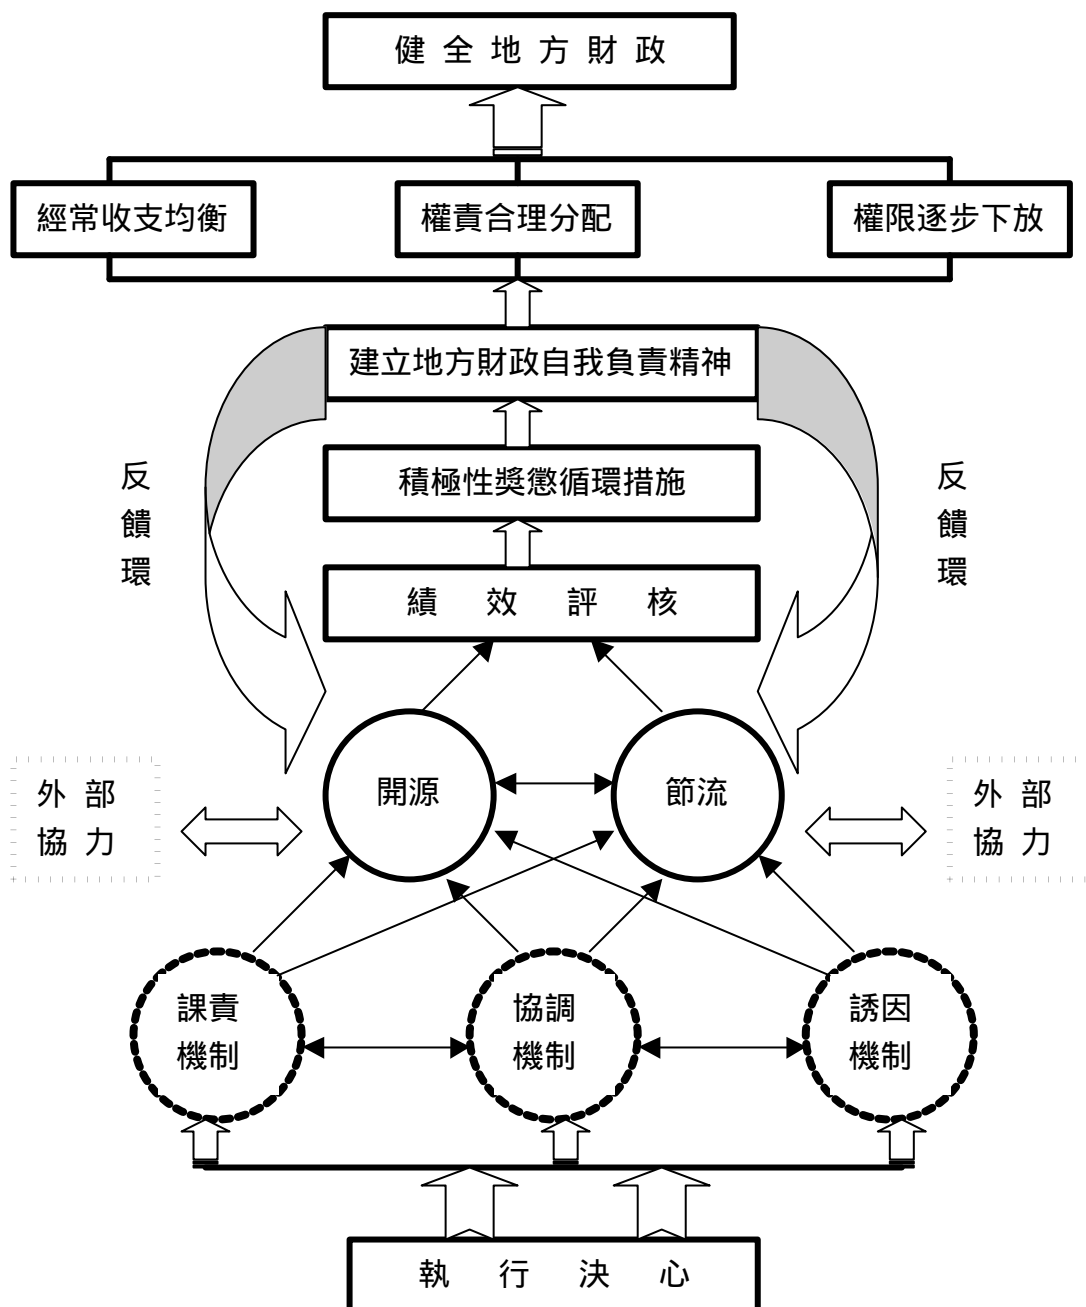 健全地方財政
經常收支均衡
權責合理分配
權限逐步下放
建立地方財政自我負責精神
反
饋
環
積極性獎懲循環措施
反
饋
環
績效評核
開源
節流
外部
協力
外部
協力
課責
機制
協調
機制
誘因
機制
執行決心